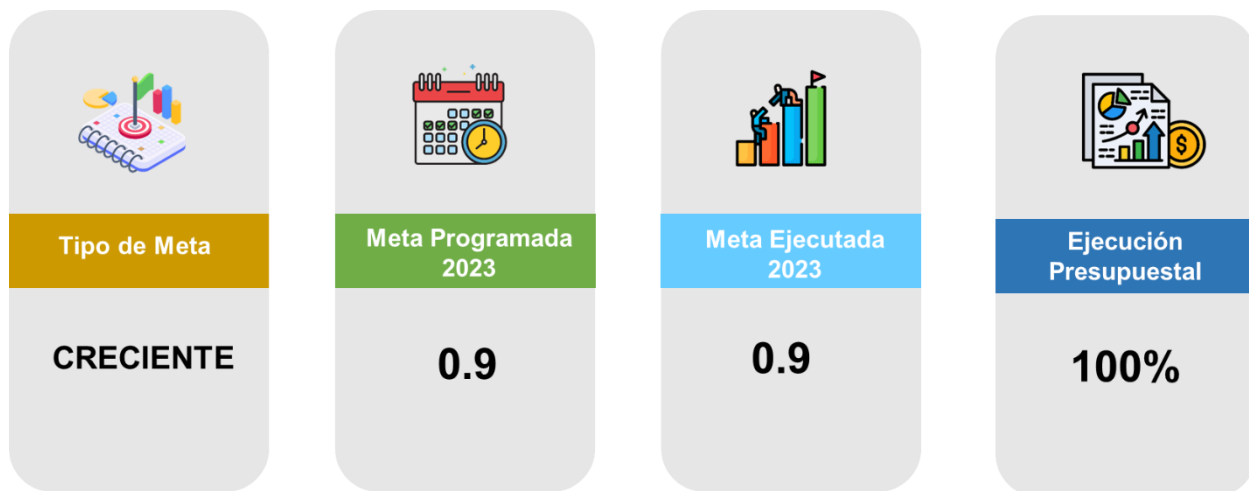 Tipo de Meta
CRECIENTE
Meta Programada
2023
0.9
Meta Ejecutada
2023
0.9
Ejecución
Presupuestal
100%